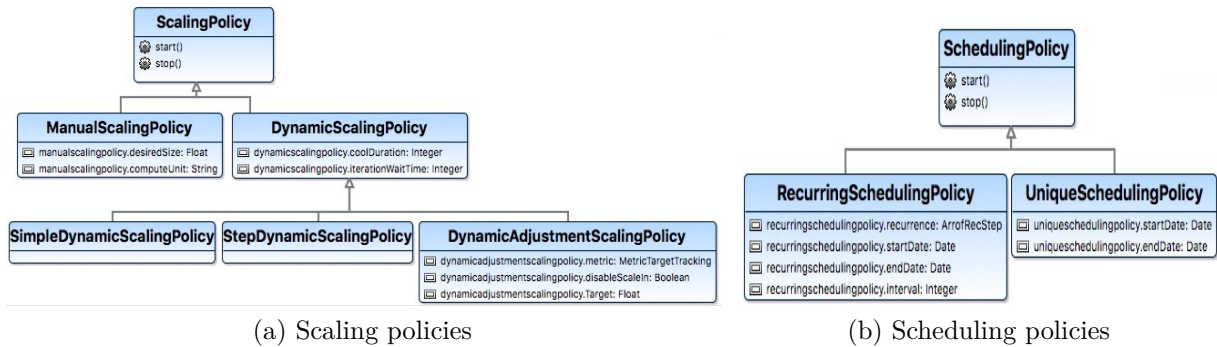 ScalingPolicy
start()
stop()
ManualScalingPolicy
manualscalingpolicy.desiredSize: Float
manualscalingpolicy.computeUnit: String
DynamicScalingPolicy
dynamicscalingpolicy.coolDuration: Integer
dynamicscalingpolicy.iterationWaitTime: Integer
SimpleDynamicScalingPolicy
StepDynamicScalingPolicy
DynamicAdjustmentScalingPolicy
dynamicadjustmentscalingpolicy.metric: MetricTargetTracking
dynamicadjustmentscalingpolicy.disableScaleIn: Boolean
dynamicadjustmentscalingpolicy.Target: Float
(a) Scaling policies
SchedulingPolicy
start()
stop()
RecurringSchedulingPolicy
recurringschedulingpolicy.recurrence: ArrofRecStep
recurringschedulingpolicy.startDate: Date
recurringschedulingpolicy.endDate: Date
recurringschedulingpolicy.interval: Integer
UniqueSchedulingPolicy
uniqueschedulingpolicy.startDate: Date
uniqueschedulingpolicy.endDate: Date
(b) Scheduling policies